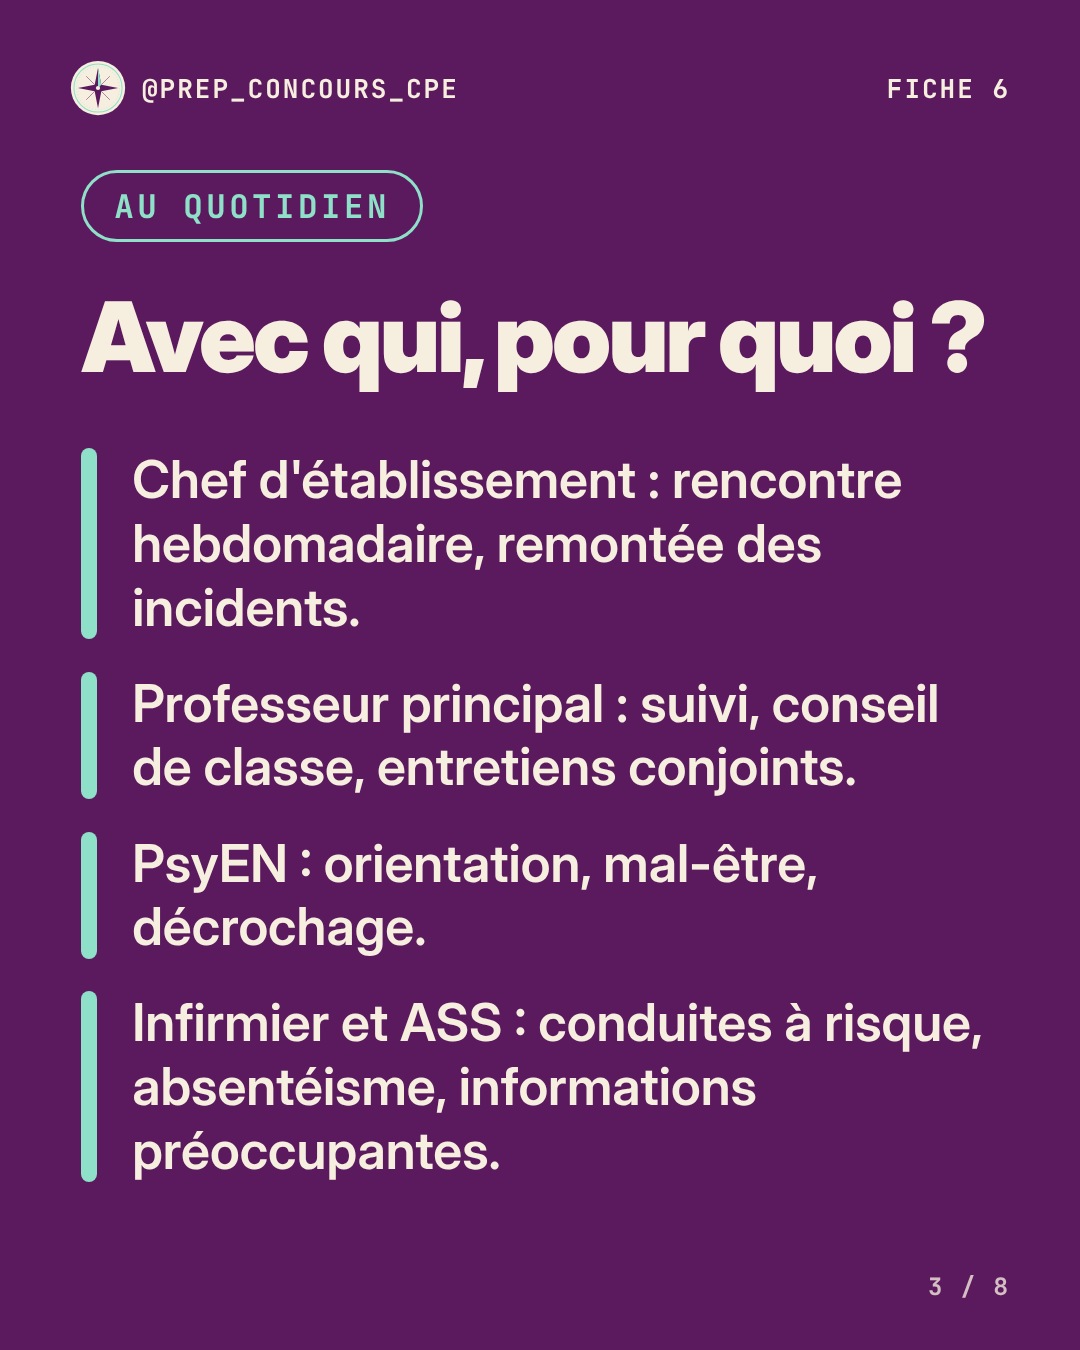 @PREP_CONCOURS_CPE
FICHE 6
AU QUOTIDIEN
Avec qui, pour quoi ?
Chef d'établissement : rencontre
hebdomadaire, remontée des
incidents.
Professeur principal : suivi, conseil
de classe, entretiens conjoints.
PsyEN : orientation, mal-être,
décrochage.
Infirmier et ASS : conduites à risque,
absentéisme, informations
préoccupantes.
3 / 8